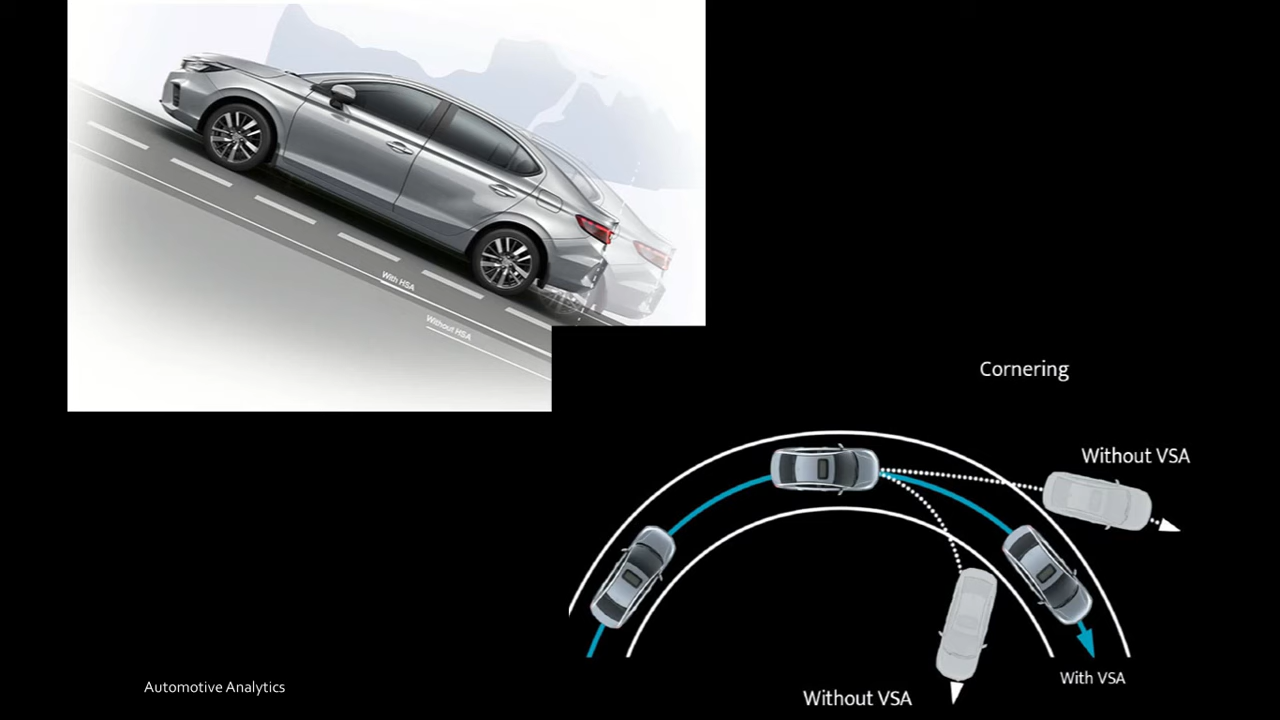 With HSA
Without HSA
Cornering
Without VSA
With VSA
Without VSA
Automotive Analytics